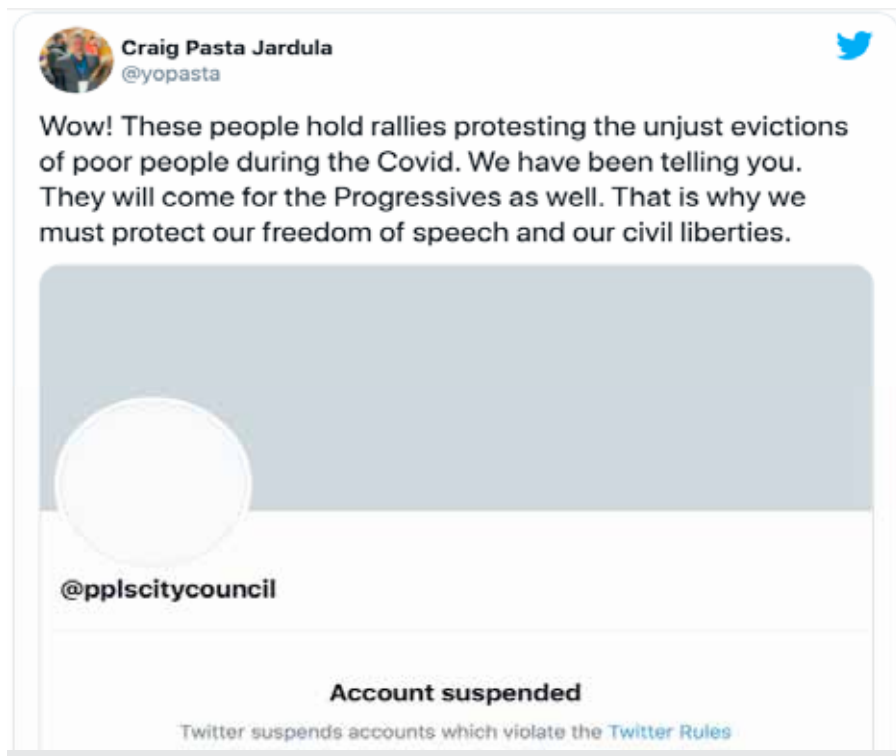 Craig Pasta Jardula
@yopasta
Wow! These people hold rallies protesting the unjust evictions
of poor people during the Covid. We have been telling you.
They will come for the Progressives as well. That is why we
must protect our freedom of speech and our civil liberties.
@pplscitycouncil
Account suspended
Twitter suspends accounts which violate the Twitter Rules